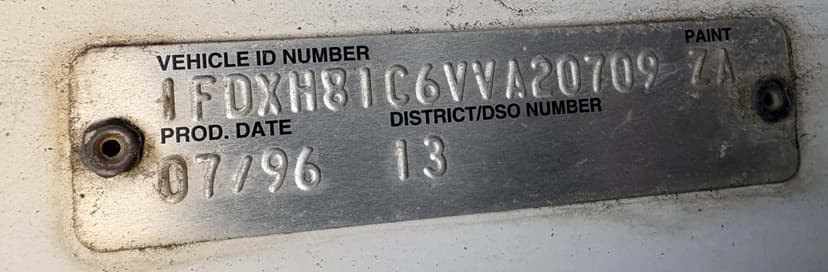 VEHICLE ID NUMBER PAINT
1FDXH81C6VVA20709 ZA
PROD. DATE DISTRICT/DSO NUMBER
07/96 13